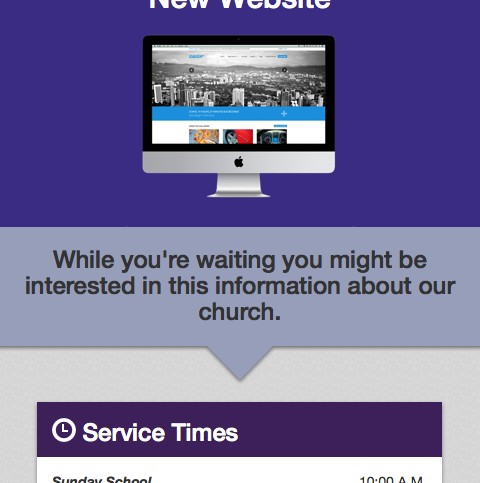 New Website
While you're waiting you might be
interested in this information about our
church.
Service Times
Sunday School 10:00 A.M.